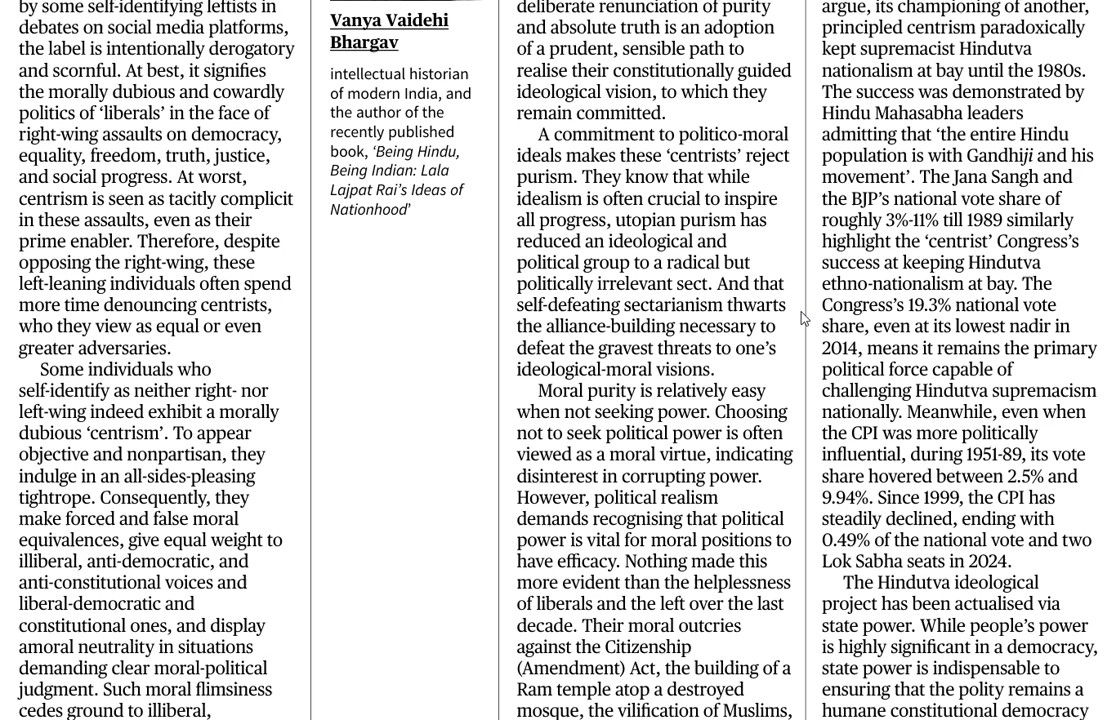 by some self-identifying leftists in
debates on social media platforms,
the label is intentionally derogatory
and scornful. At best, it signifies
the morally dubious and cowardly
politics of ‘liberals’ in the face of
right-wing assaults on democracy,
equality, freedom, truth, justice,
and social progress. At worst,
centrism is seen as tacitly complicit
in these assaults, even as their
prime enabler. Therefore, despite
opposing the right-wing, these
left-leaning individuals often spend
more time denouncing centrists,
who they view as equal or even
greater adversaries.
Some individuals who
self-identify as neither right- nor
left-wing indeed exhibit a morally
dubious ‘centrism’. To appear
objective and nonpartisan, they
indulge in an all-sides-pleasing
tightrope. Consequently, they
make forced and false moral
equivalences, give equal weight to
illiberal, anti-democratic, and
anti-constitutional voices and
liberal-democratic and
constitutional ones, and display
amoral neutrality in situations
demanding clear moral-political
judgment. Such moral flimsiness
cedes ground to illiberal,
Vanya Vaidehi
Bhargav
intellectual historian
of modern India, and
the author of the
recently published
book, ‘Being Hindu,
Being Indian: Lala
Lajpat Rai’s Ideas of
Nationhood’
deliberate renunciation of purity
and absolute truth is an adoption
of a prudent, sensible path to
realise their constitutionally guided
ideological vision, to which they
remain committed.
A commitment to politico-moral
ideals makes these ‘centrists’ reject
purism. They know that while
idealism is often crucial to inspire
all progress, utopian purism has
reduced an ideological and
political group to a radical but
politically irrelevant sect. And that
self-defeating sectarianism thwarts
the alliance-building necessary to
defeat the gravest threats to one’s
ideological-moral visions.
Moral purity is relatively easy
when not seeking power. Choosing
not to seek political power is often
viewed as a moral virtue, indicating
disinterest in corrupting power.
However, political realism
demands recognising that political
power is vital for moral positions to
have efficacy. Nothing made this
more evident than the helplessness
of liberals and the left over the last
decade. Their moral outcries
against the Citizenship
(Amendment) Act, the building of a
Ram temple atop a destroyed
mosque, the vilification of Muslims,
argue, its championing of another,
principled centrism paradoxically
kept supremacist Hindutva
nationalism at bay until the 1980s.
The success was demonstrated by
Hindu Mahasabha leaders
admitting that ‘the entire Hindu
population is with Gandhiji and his
movement’. The Jana Sangh and
the BJP’s national vote share of
roughly 3%-11% till 1989 similarly
highlight the ‘centrist’ Congress’s
success at keeping Hindutva
ethno-nationalism at bay. The
Congress’s 19.3% national vote
share, even at its lowest nadir in
2014, means it remains the primary
political force capable of
challenging Hindutva supremacism
nationally. Meanwhile, even when
the CPI was more politically
influential, during 1951-89, its vote
share hovered between 2.5% and
9.94%. Since 1999, the CPI has
steadily declined, ending with
0.49% of the national vote and two
Lok Sabha seats in 2024.
The Hindutva ideological
project has been actualised via
state power. While people’s power
is highly significant in a democracy,
state power is indispensable to
ensuring that the polity remains a
humane constitutional democracy